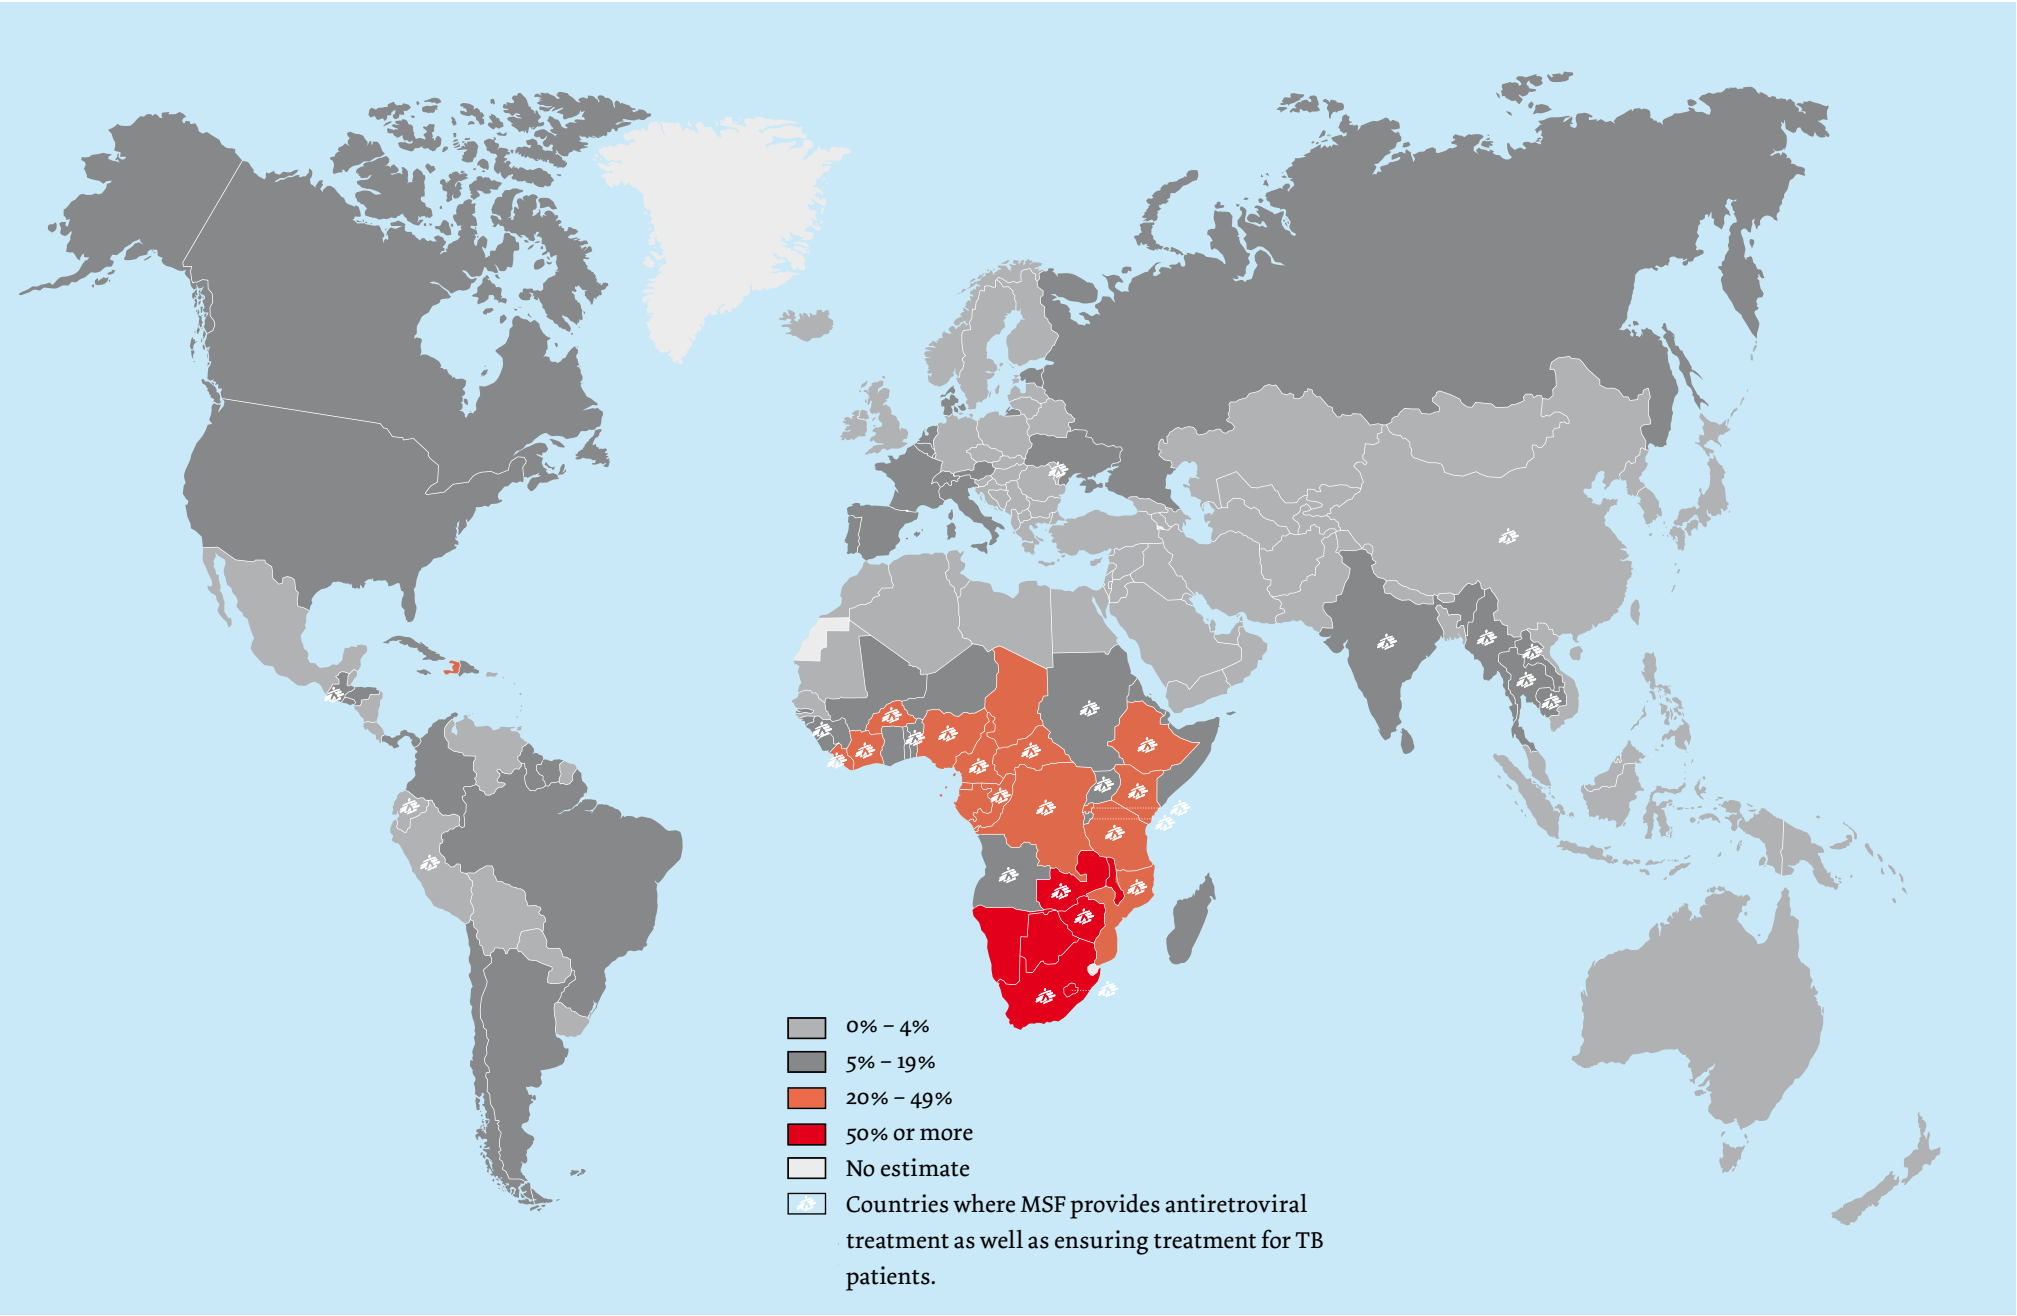 0% – 4%
5% – 19%
20% – 49%
50% or more
No estimate
Countries where MSF provides antiretroviral
treatment as well as ensuring treatment for TB
patients.